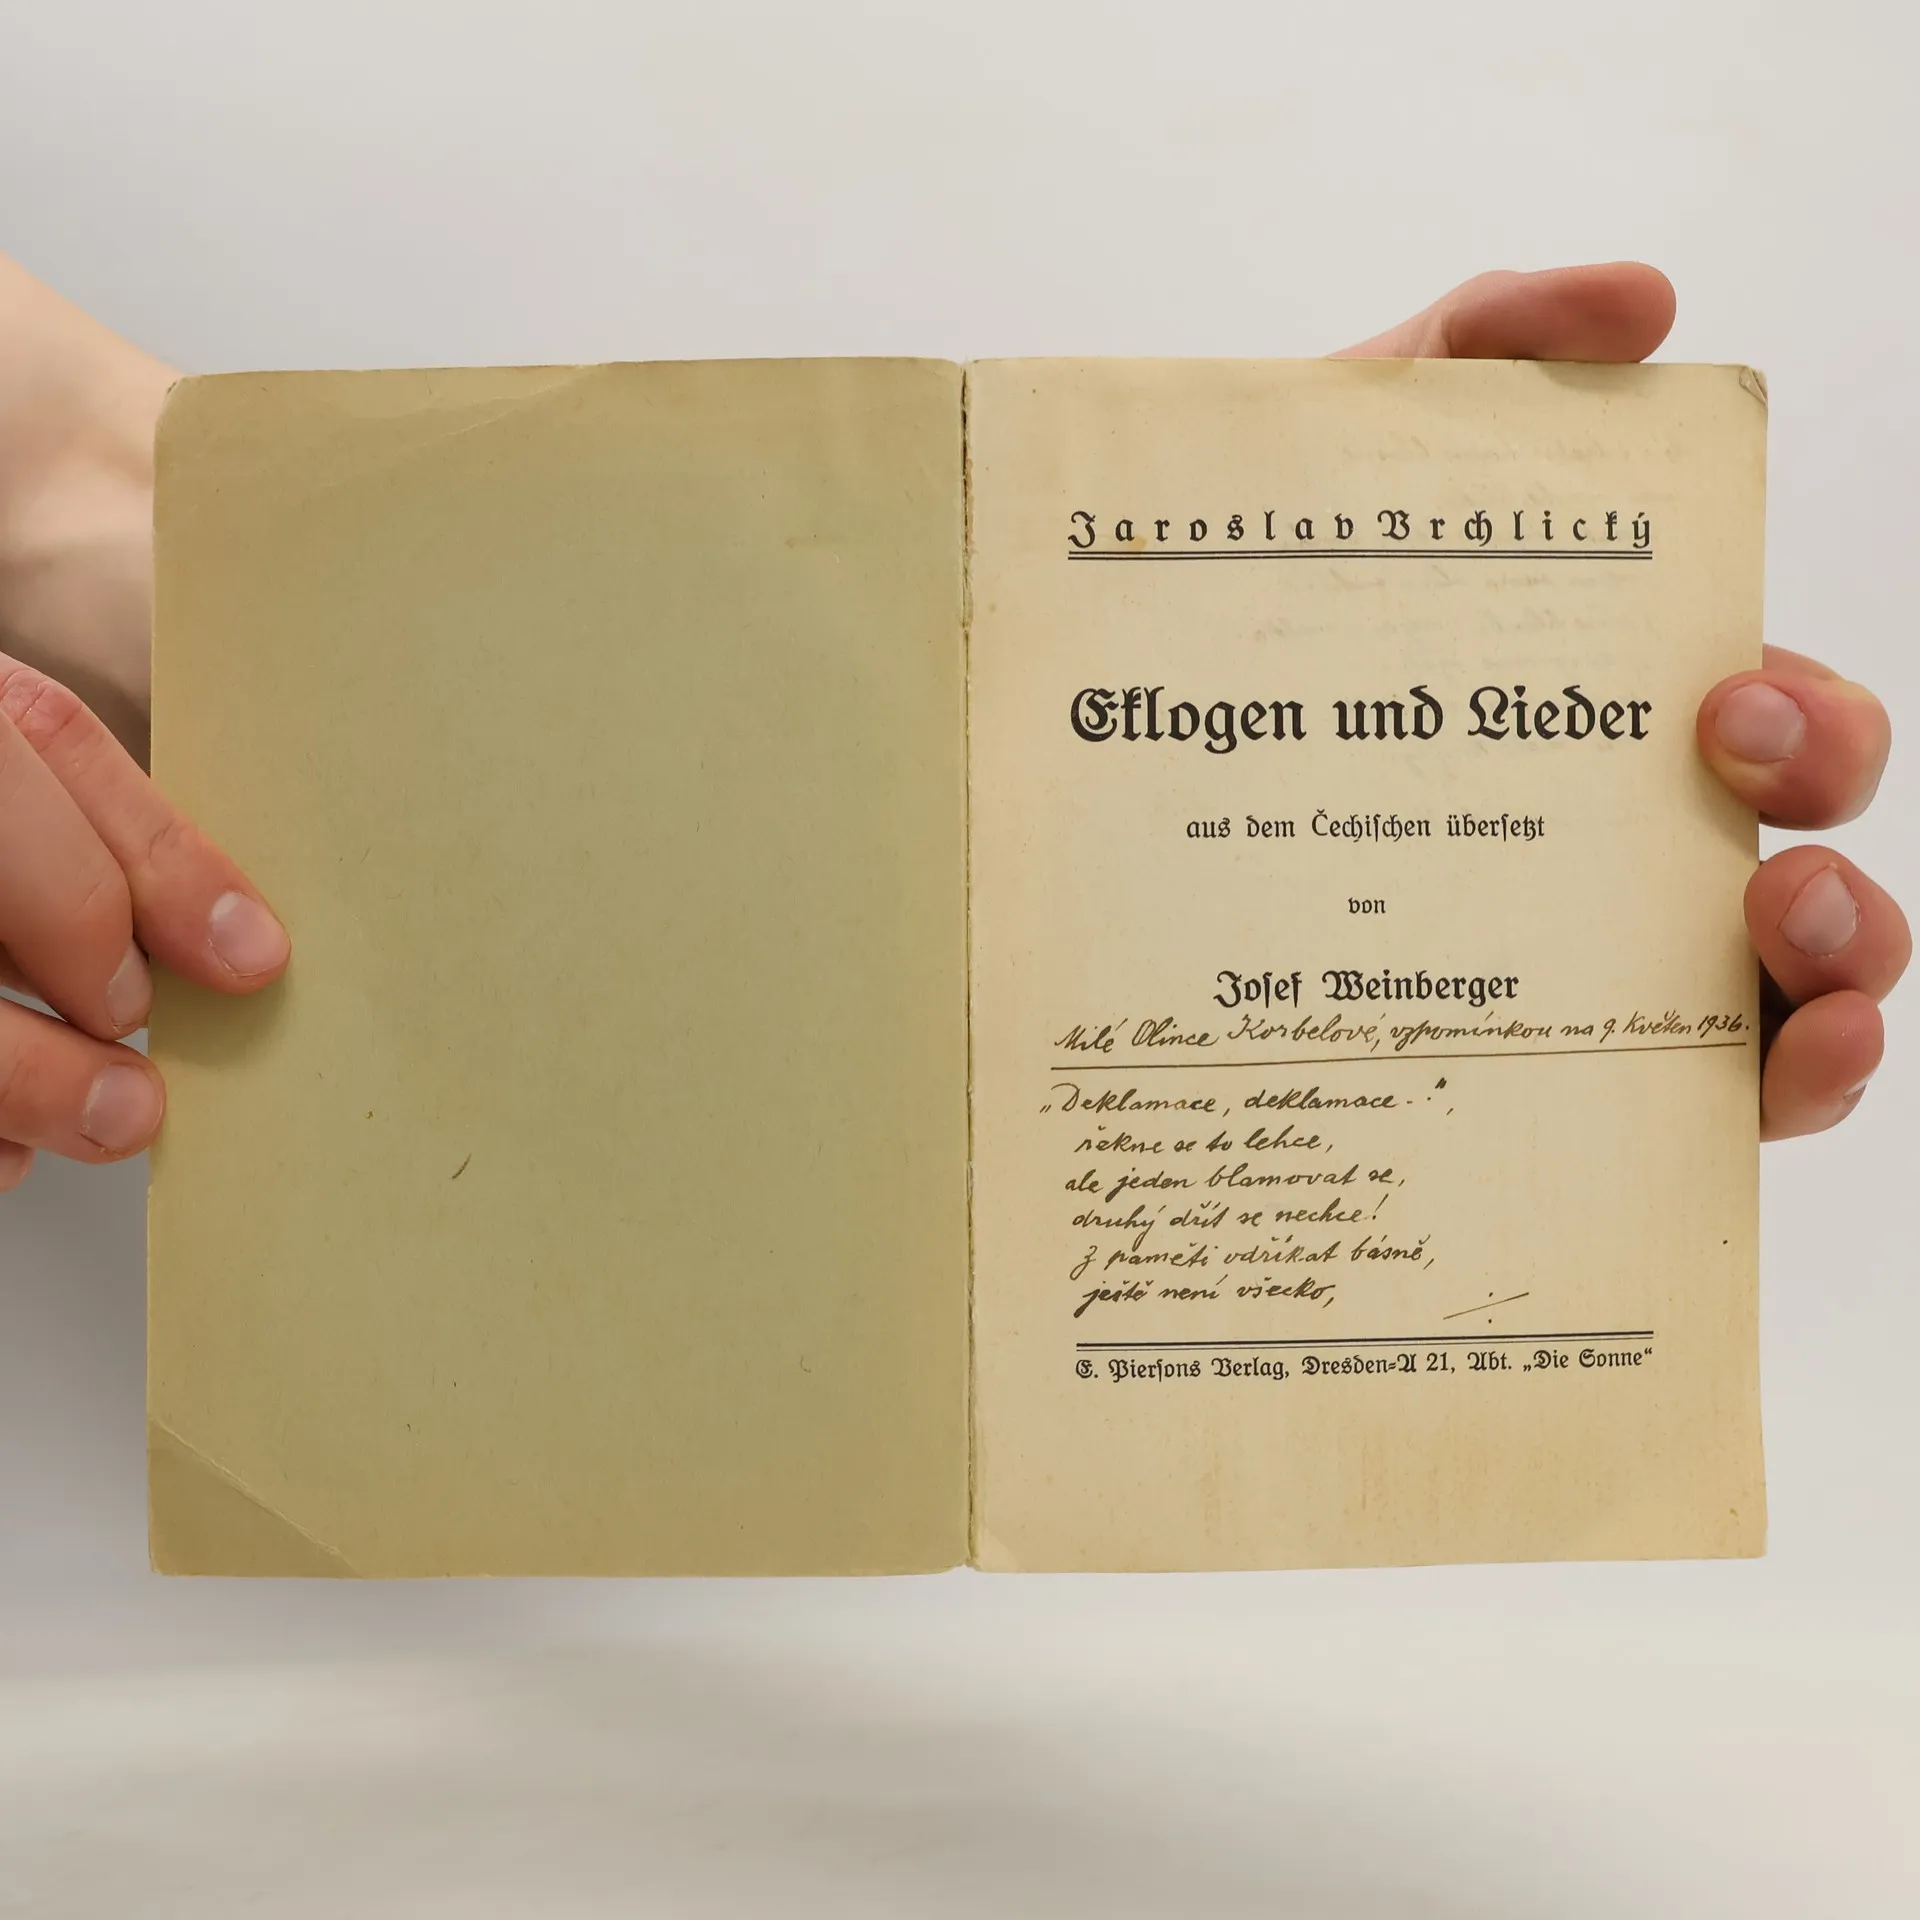 Jaroslav Vrchlický
Eklogen und Lieder
aus dem Čechischen übersetzt
von
Josef Weinberger
Milé Olince Korbelové, vzpomínkou na 9. Květen 1936.
„Deklamace, deklamace - .",
řekne se to lehce,
ale jeden blamovat se,
druhý dřít se nechce!
Z paměti odříkat básně,
ještě není všecko,
E. Piersons Verlag, Dresden=A 21, Abt. „Die Sonne"